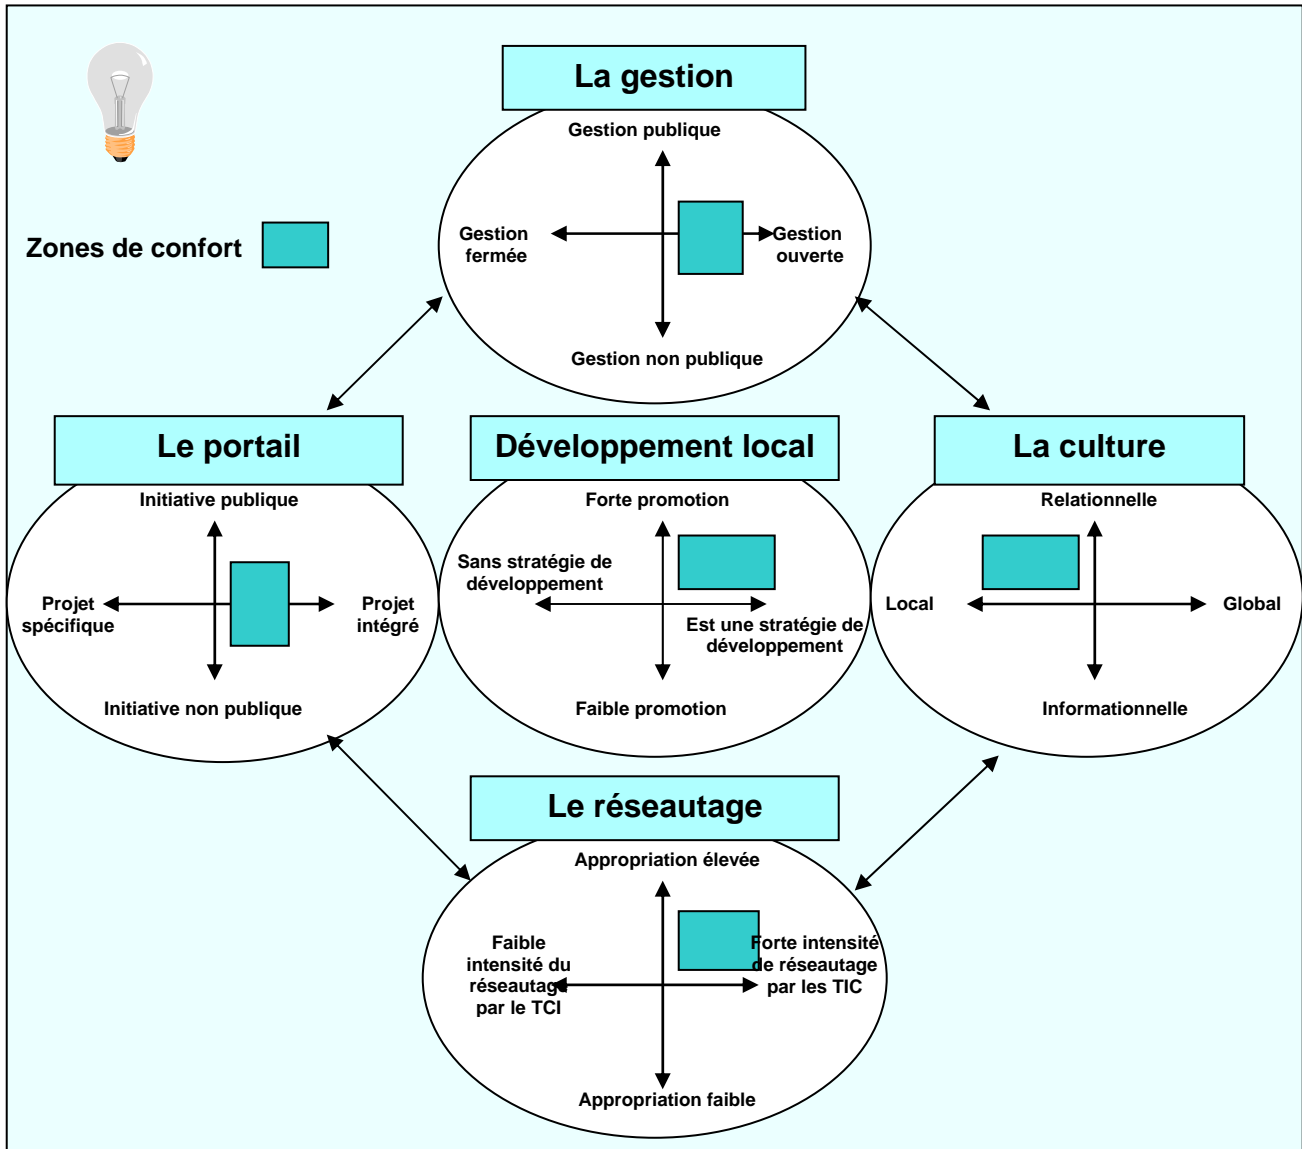 La gestion
Gestion publique
Zones de confort
Gestion
fermée
Gestion
ouverte
Gestion non publique
Le portail
Initiative publique
Projet
spécifique
Projet
intégré
Initiative non publique
Développement local
Forte promotion
Sans stratégie de
développement
Est une stratégie de
développement
Faible promotion
La culture
Relationnelle
Local
Global
Informationnelle
Le réseautage
Appropriation élevée
Faible
intensité du
réseautage
par le TCI
Forte intensité
de réseautage
par les TIC
Appropriation faible